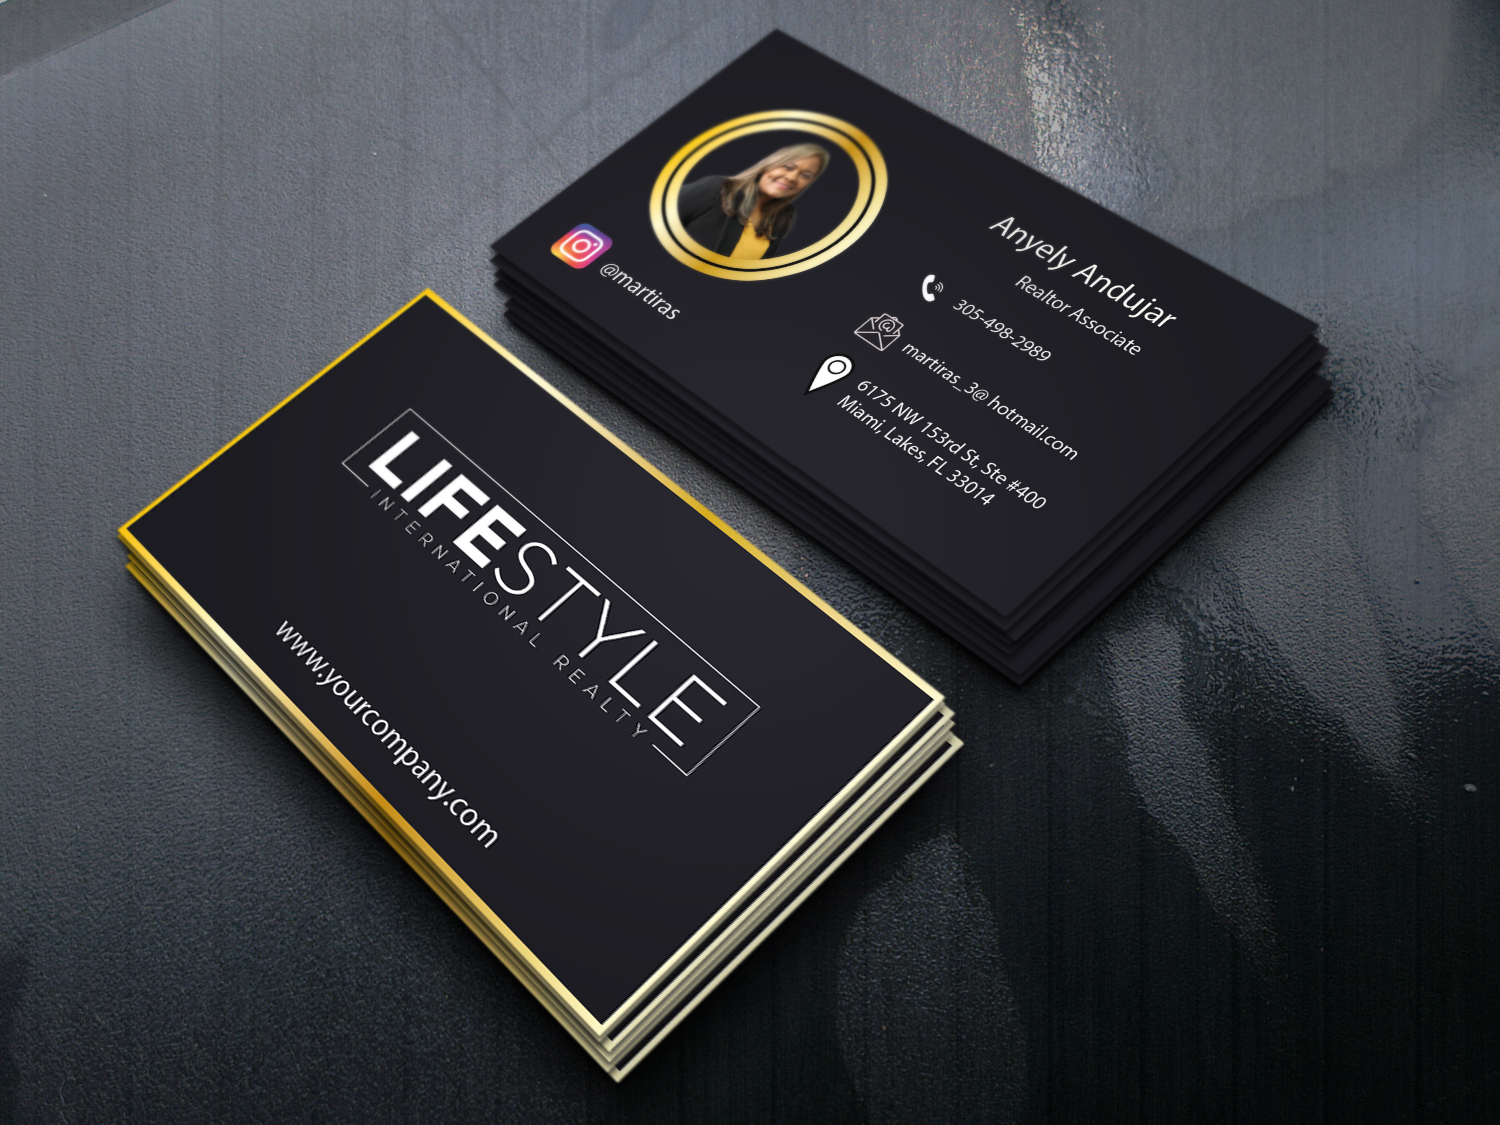 Anyely Andujar
Realtor Associate
305-498-2989
martiras_3@ hotmail.com
6175 NW 153rd St, Ste #400
Miami, Lakes, FL 33014
@martiras
LIFESTYLE
INTERNATIONAL REALTY
www.yourcompany.com